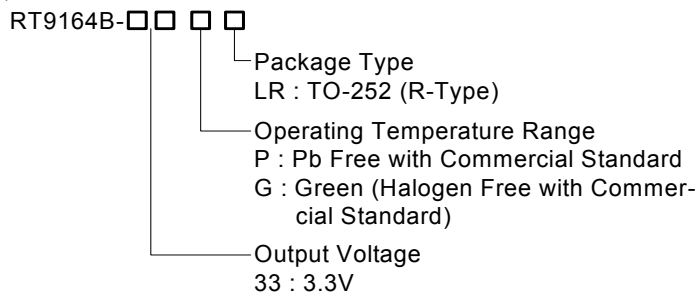 RT9164B-□□ □ □
Package Type
LR : TO-252 (R-Type)
Operating Temperature Range
P : Pb Free with Commercial Standard
G : Green (Halogen Free with Commer-
cial Standard)
Output Voltage
33 : 3.3V